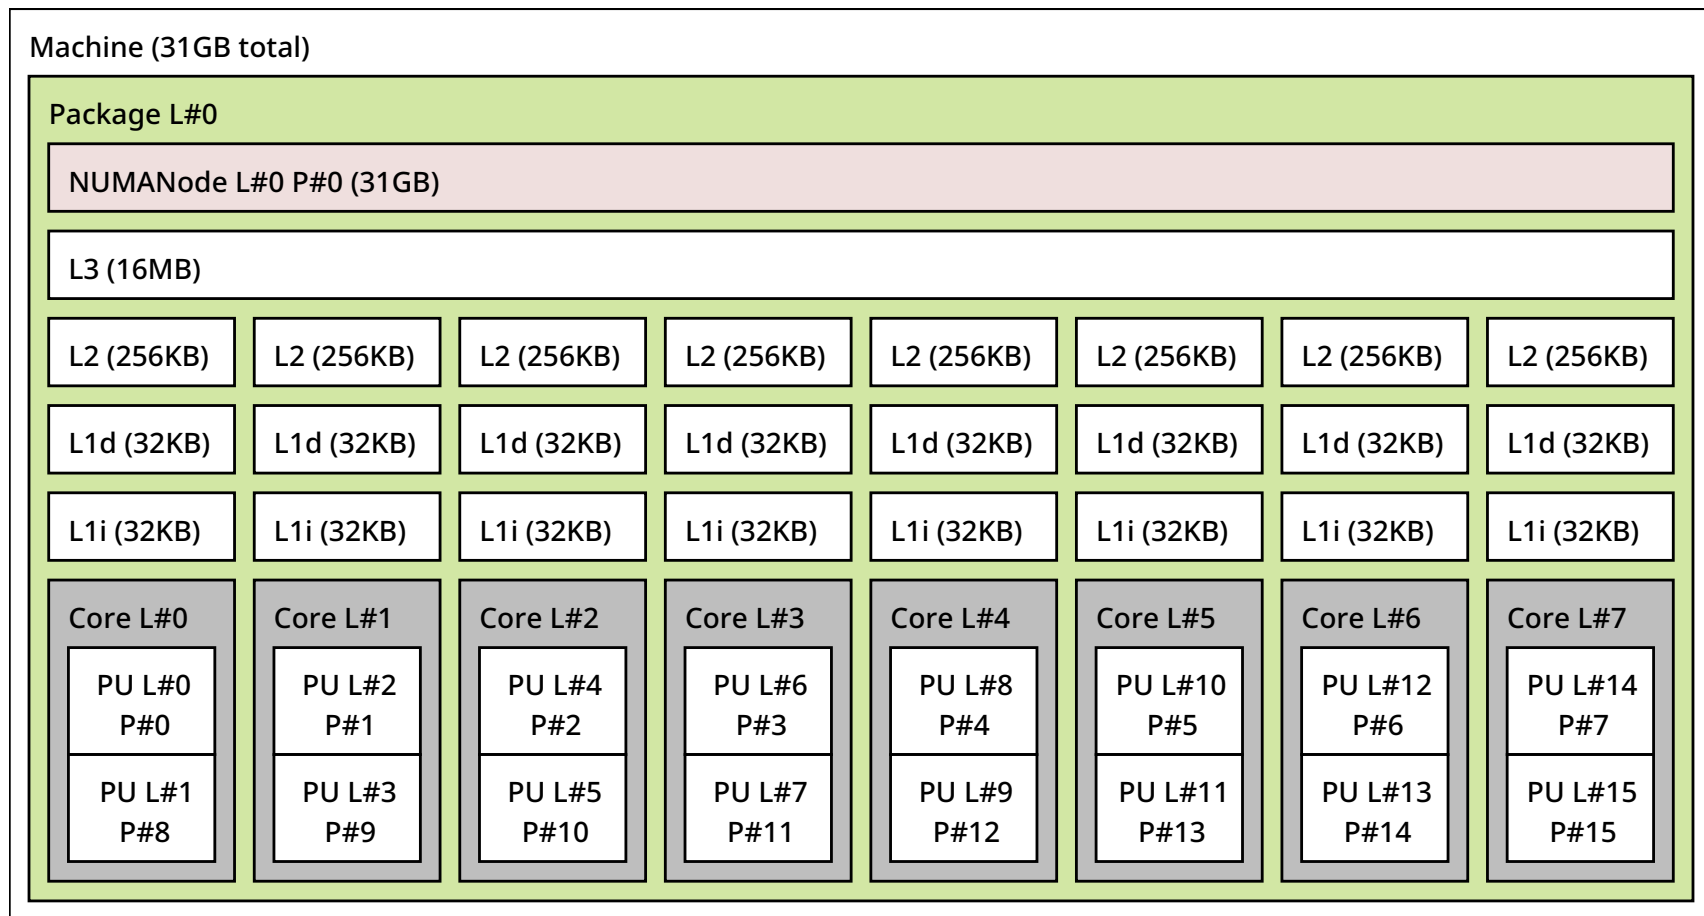 Machine (31GB total)
Package L#0
NUMANode L#0 P#0 (31GB)
L3 (16MB)
L2 (256KB) L2 (256KB) L2 (256KB) L2 (256KB) L2 (256KB) L2 (256KB) L2 (256KB) L2 (256KB)
L1d (32KB) L1d (32KB) L1d (32KB) L1d (32KB) L1d (32KB) L1d (32KB) L1d (32KB) L1d (32KB)
L1i (32KB) L1i (32KB) L1i (32KB) L1i (32KB) L1i (32KB) L1i (32KB) L1i (32KB) L1i (32KB)
Core L#0 Core L#1 Core L#2 Core L#3 Core L#4 Core L#5 Core L#6 Core L#7
PU L#0 PU L#2 PU L#4 PU L#6 PU L#8 PU L#10 PU L#12 PU L#14
P#0 P#1 P#2 P#3 P#4 P#5 P#6 P#7
PU L#1 PU L#3 PU L#5 PU L#7 PU L#9 PU L#11 PU L#13 PU L#15
P#8 P#9 P#10 P#11 P#12 P#13 P#14 P#15